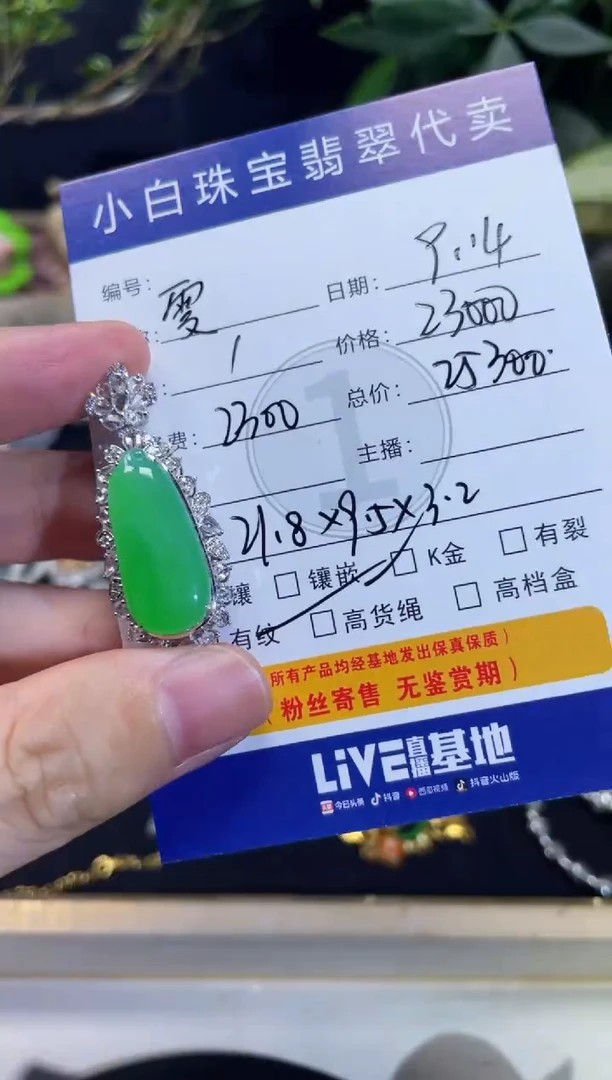 小白珠宝翡翠代卖
编号: 雯 日期: 9.14
1 价格: 23000
费: 2300 总价: 25300.
主播:
21.8×9.5×3.2
镶 □ 镶嵌 □ K金 □ 有裂
有纹 □ 高货绳 □ 高档盒
所有产品均经基地发出保真保质)
(粉丝寄售 无鉴赏期)
LiVE直播基地
今日头条 抖音 西瓜视频 抖音火山版